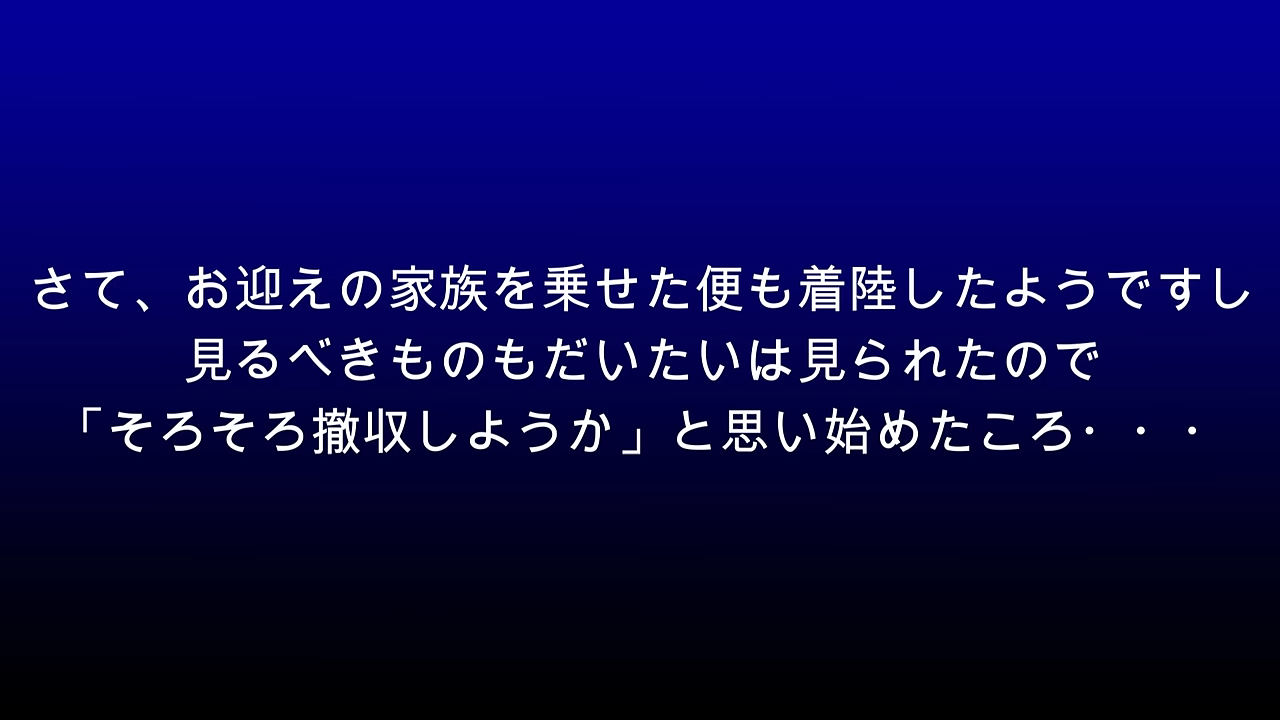 さて、お迎えの家族を乗せた便も着陸したようですし
見るべきものもだいたいは見られたので
「そろそろ撤収しようか」と思い始めたころ・・・